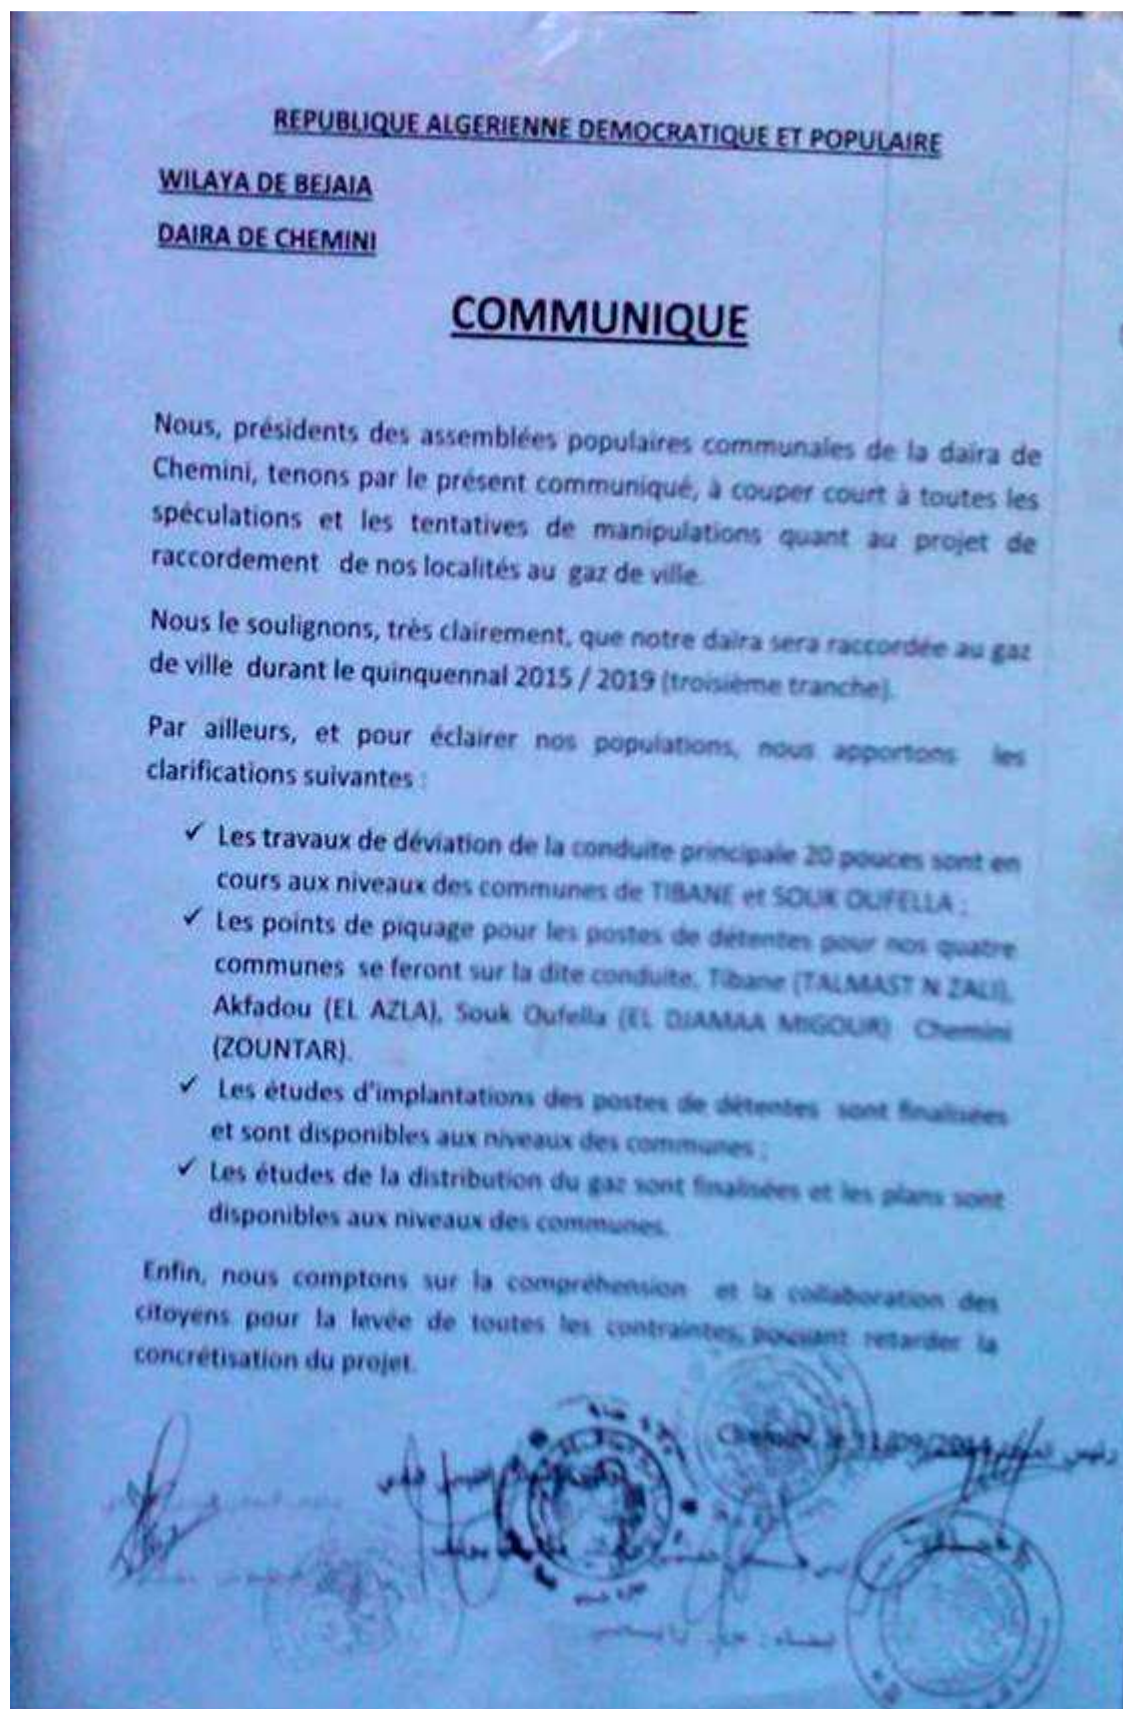 REPUBLIQUE ALGERIENNE DEMOCRATIQUE ET POPULAIRE
WILAYA DE BEJAIA
DAIRA DE CHEMINI
COMMUNIQUE
Nous, présidents des assemblées populaires communales de la daira de
Chemini, tenons par le présent communiqué, à couper court à toutes les
spéculations et les tentatives de manipulations quant au projet de
raccordement de nos localités au gaz de ville.
Nous le soulignons, très clairement, que notre daira sera raccordée au gaz
de ville durant le quinquennal 2015 / 2019 (troisième tranche).
Par ailleurs, et pour éclairer nos populations, nous apportons les
clarifications suivantes :
✓ Les travaux de déviation de la conduite principale 20 pouces sont en
cours aux niveaux des communes de TIBANE et SOUK OUFELLA ;
✓ Les points de piquage pour les postes de détentes pour nos quatre
communes se feront sur la dite conduite, Tibane (TALMAST N ZALI),
Akfadou (EL AZLA), Souk Oufella (EL DJAMAA MIGOUR) Chemini
(ZOUNTAR).
✓ Les études d'implantations des postes de détentes sont finalisées
et sont disponibles aux niveaux des communes ;
✓ Les études de la distribution du gaz sont finalisées et les plans sont
disponibles aux niveaux des communes.
Enfin, nous comptons sur la compréhension et la collaboration des
citoyens pour la levée de toutes les contraintes, pouvant retarder la
concrétisation du projet.
Chemini, le 11/09/2014